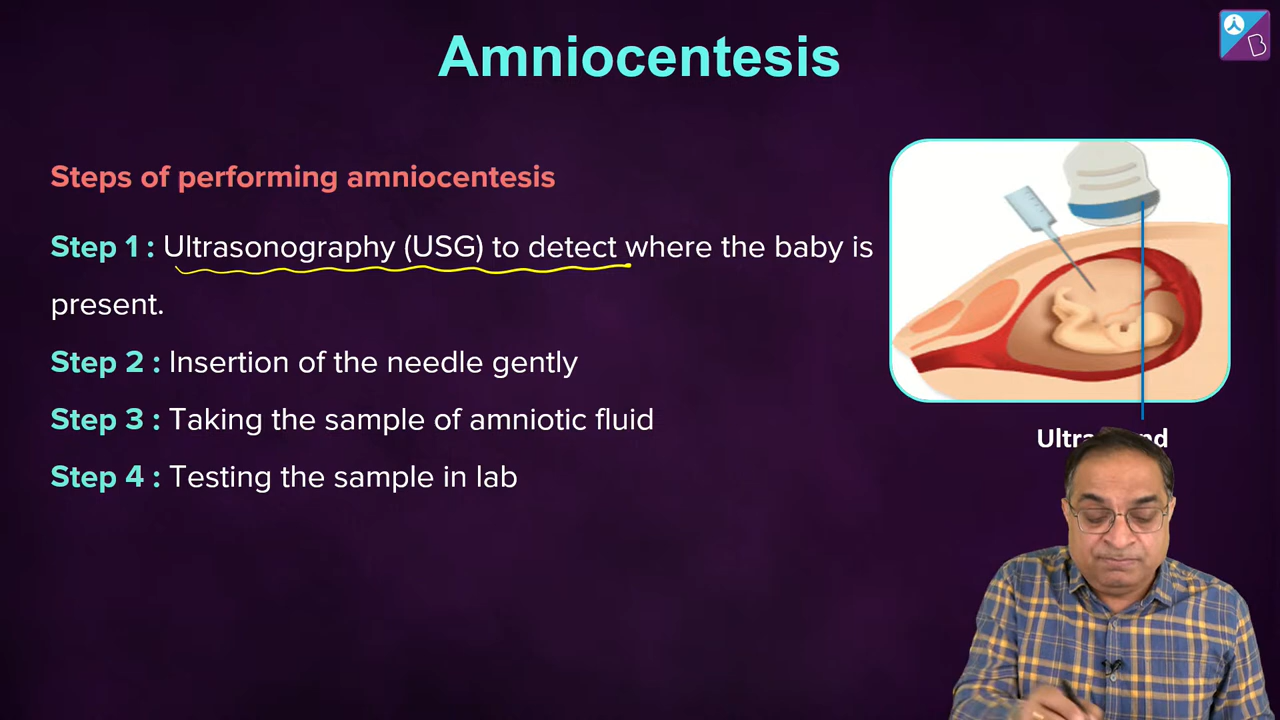 Amniocentesis
Steps of performing amniocentesis
Step 1 : Ultrasonography (USG) to detect where the baby is
present.
Step 2 : Insertion of the needle gently
Step 3 : Taking the sample of amniotic fluid
Step 4 : Testing the sample in lab
B